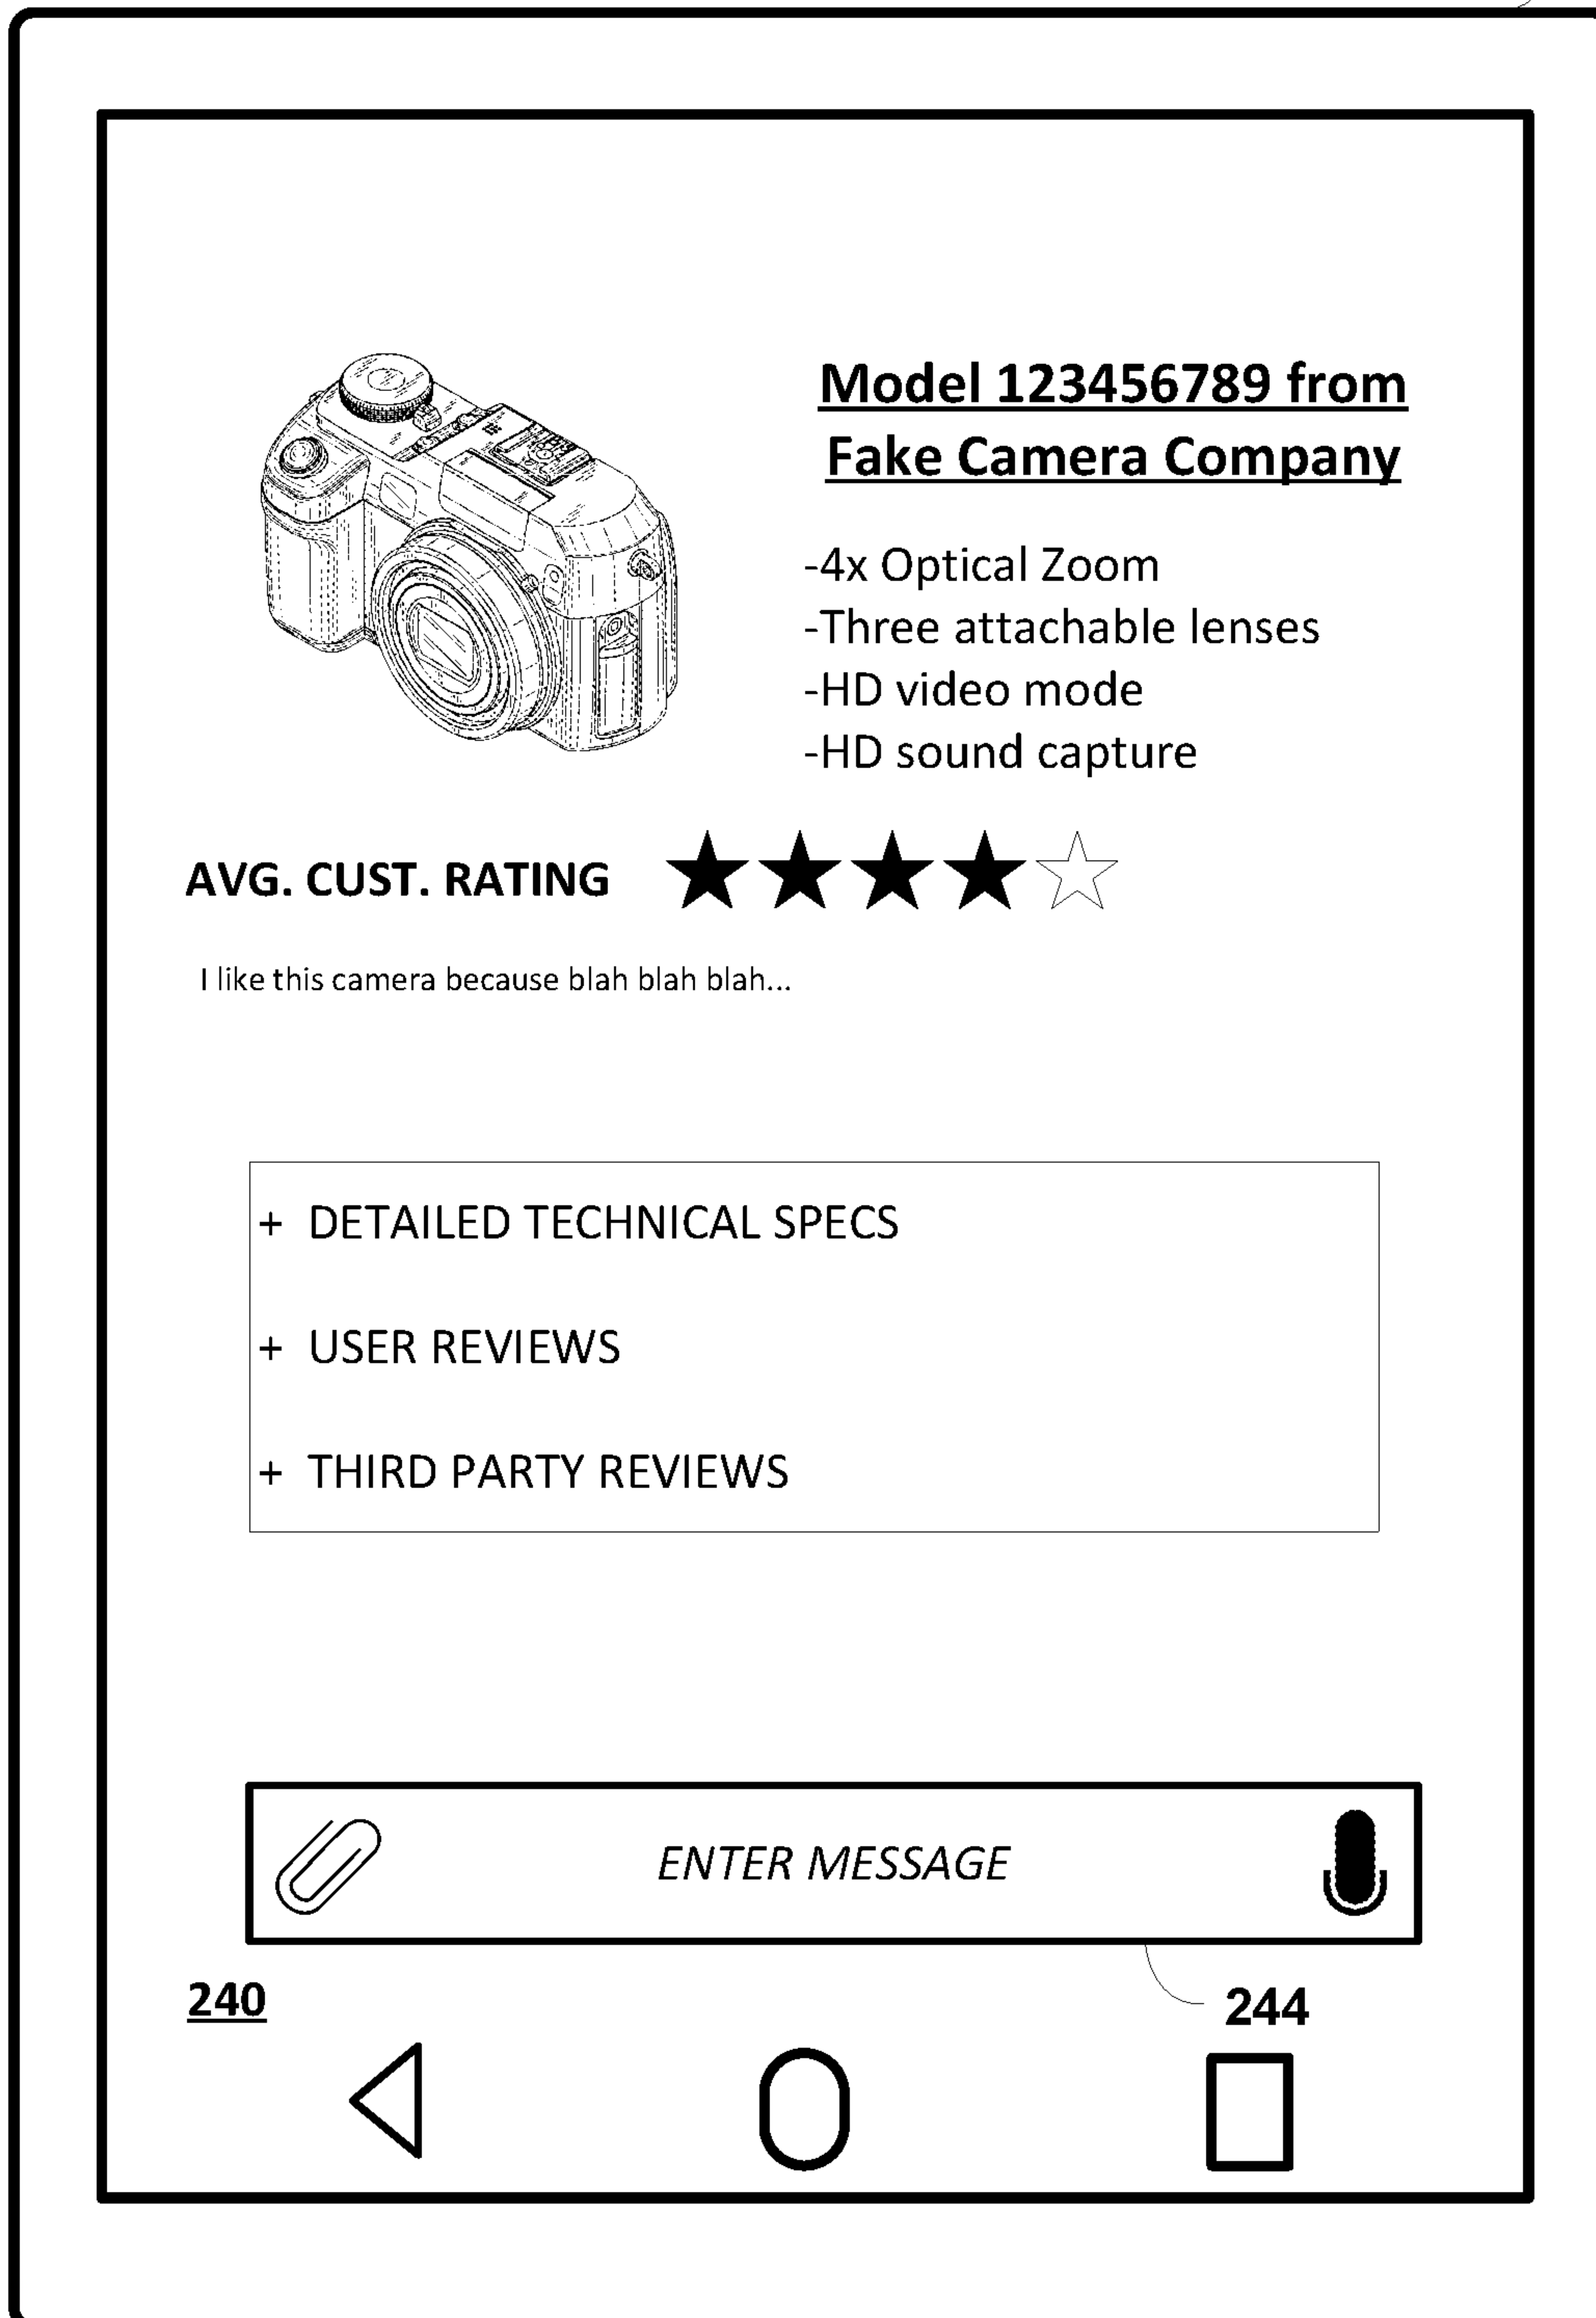 Model 123456789 from
Fake Camera Company
-4x Optical Zoom
-Three attachable lenses
-HD video mode
-HD sound capture
AVG. CUST. RATING
I like this camera because blah blah blah...
+ DETAILED TECHNICAL SPECS
+ USER REVIEWS
+ THIRD PARTY REVIEWS
ENTER MESSAGE
240
244